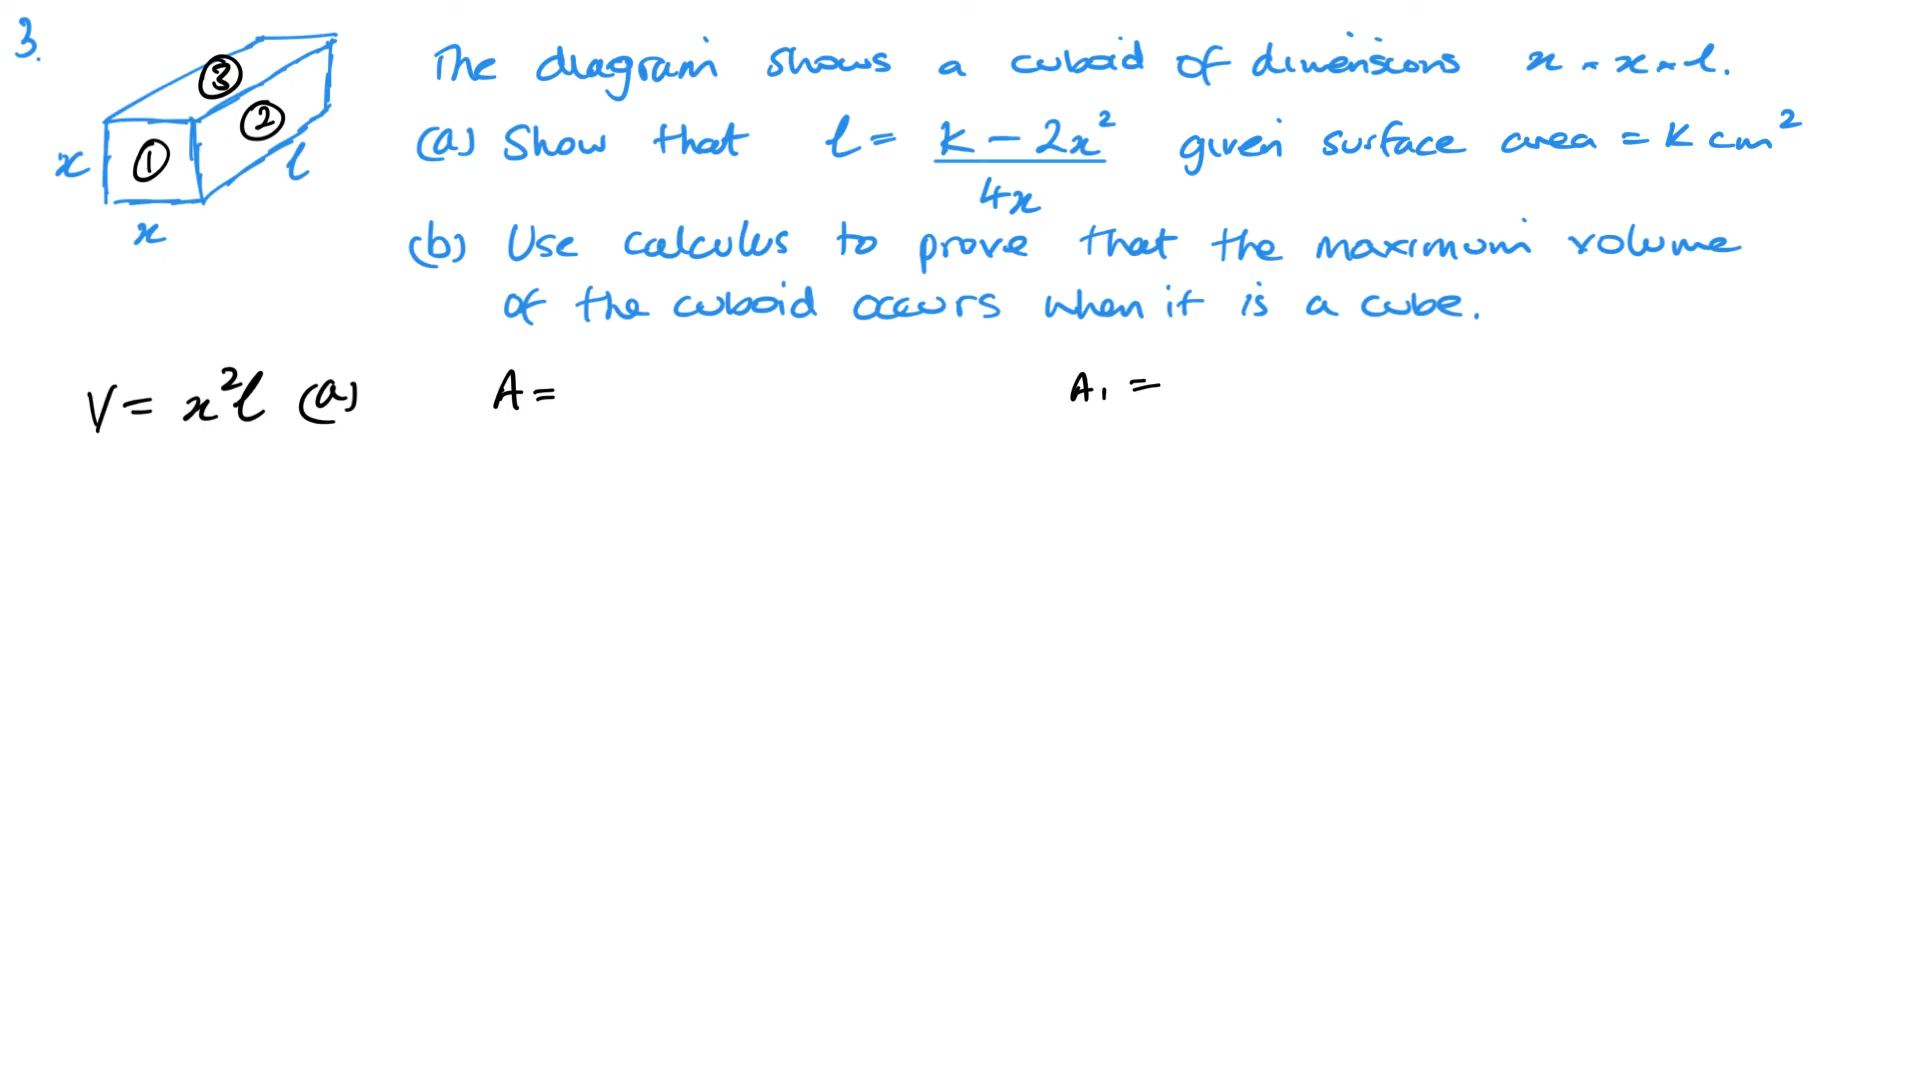 3.
The diagram shows a cuboid of dimensions x × x × l.
(a) Show that l = (k − 2x²)/4x given surface area = k cm²
(b) Use calculus to prove that the maximum volume
of the cuboid occurs when it is a cube.
③
②
①
x
l
x
V = x²l (a) A = A₁ =